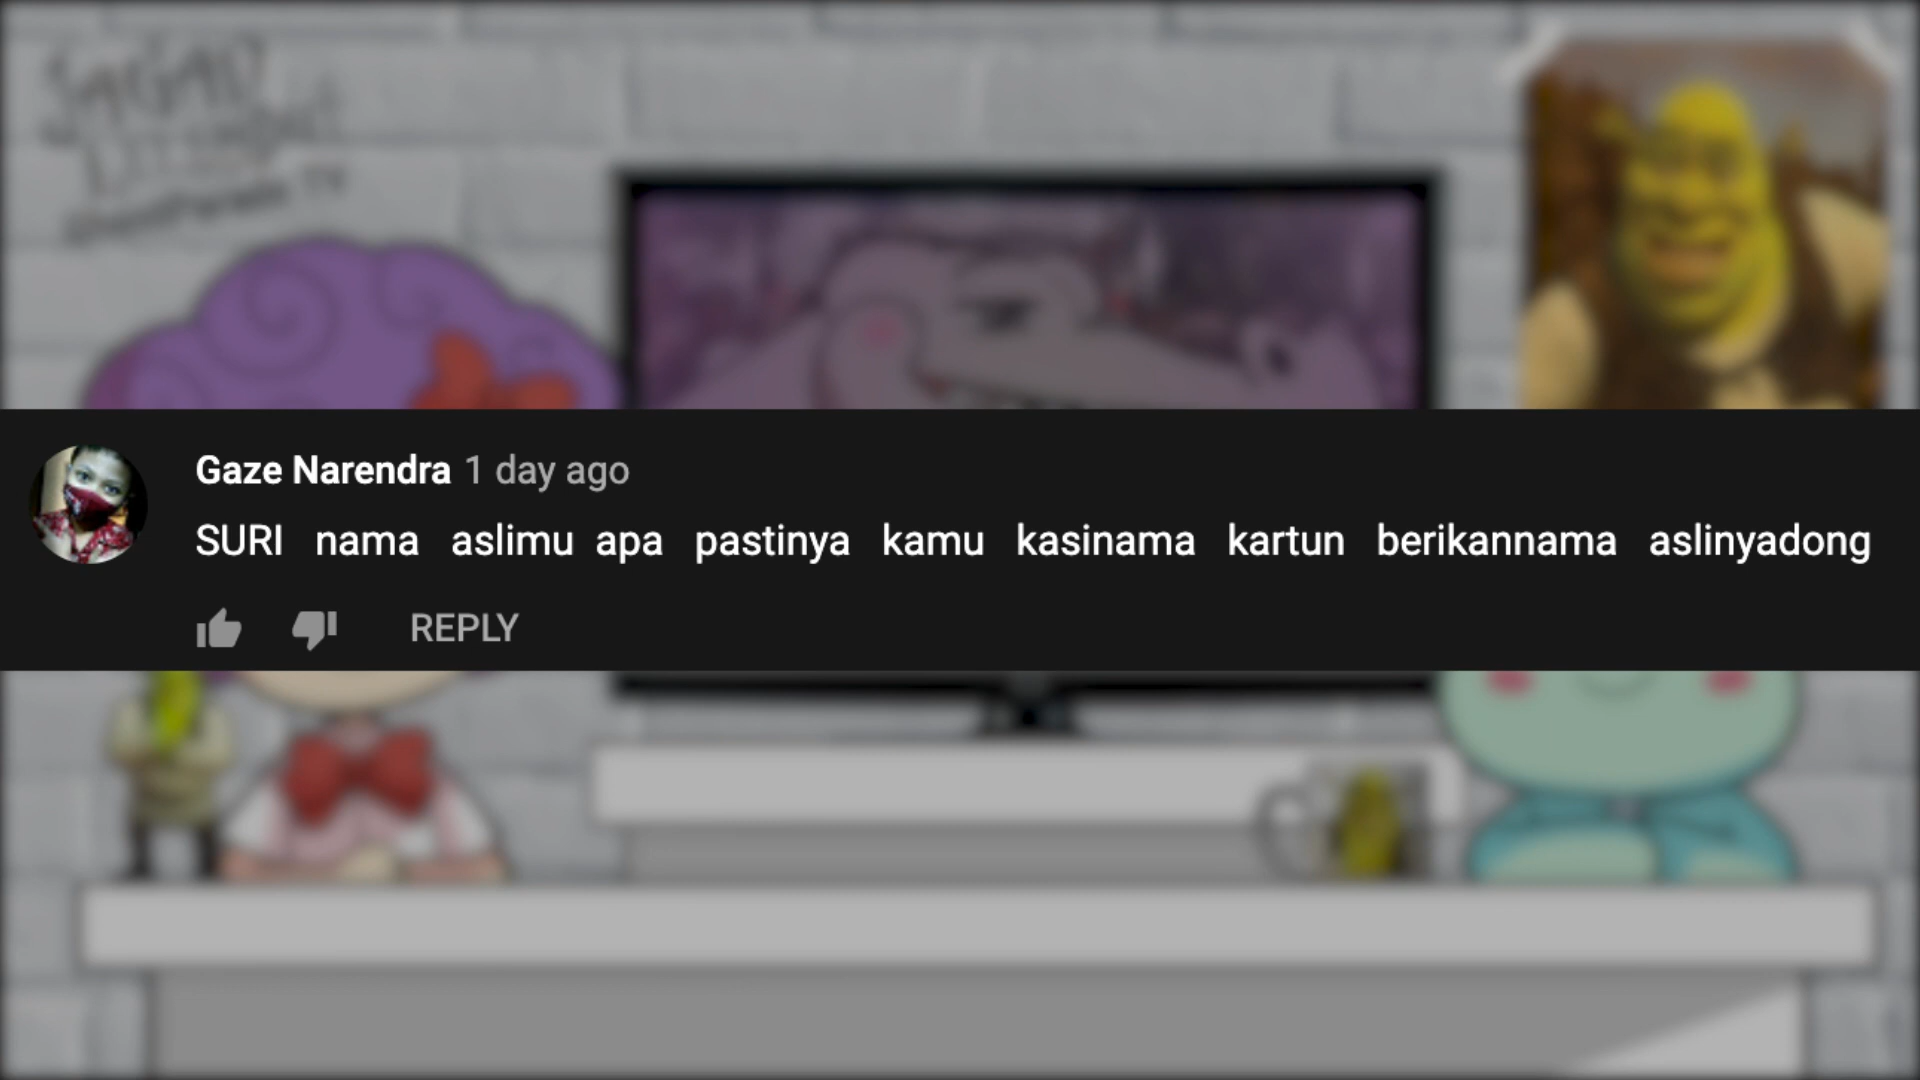 Gaze Narendra 1 day ago
SURI nama aslimu apa pastinya kamu kasinama kartun berikannama aslinyadong
REPLY